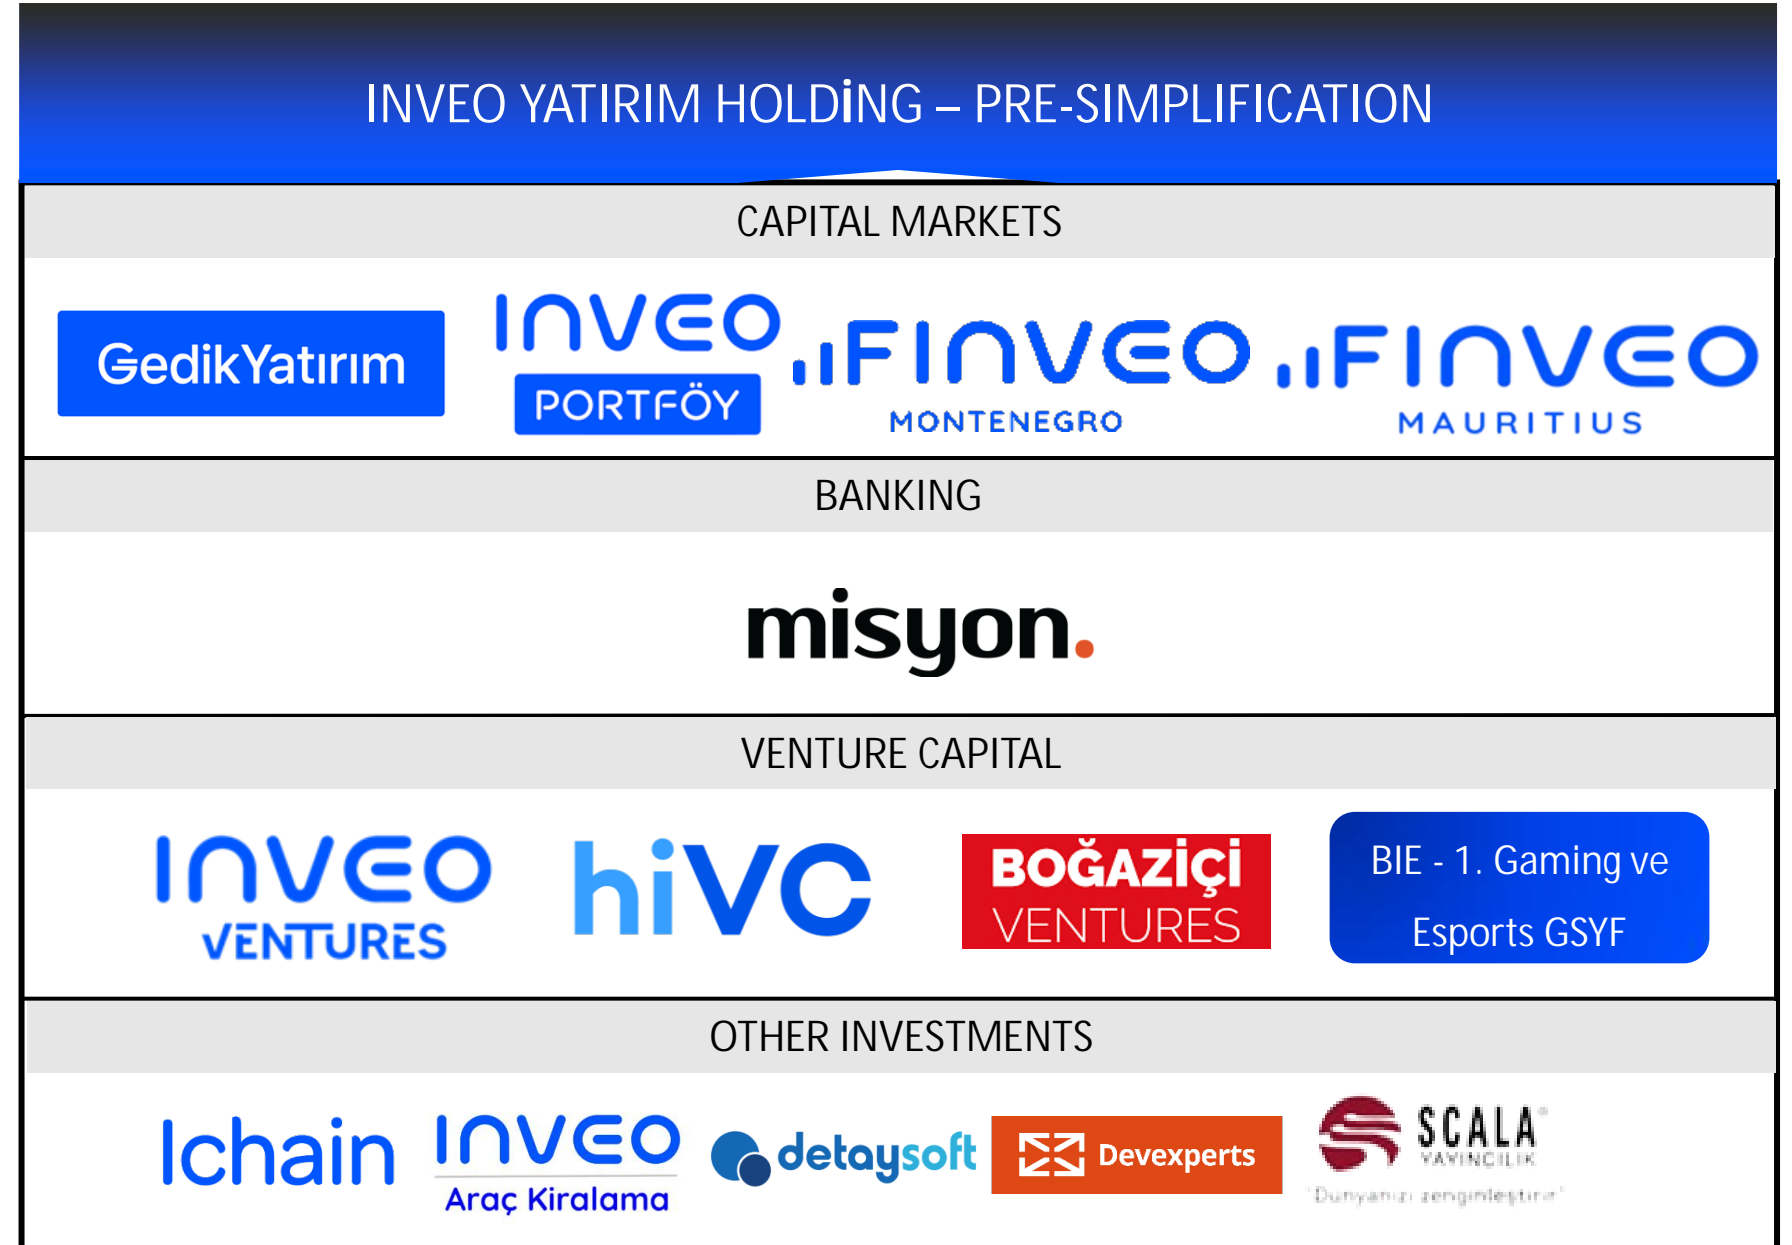 INVEO YATIRIM HOLDİNG – PRE-SIMPLIFICATION
CAPITAL MARKETS
GedikYatırım
INVEO
PORTFÖY
FINVEO
MONTENEGRO
FINVEO
MAURITIUS
BANKING
misyon.
VENTURE CAPITAL
INVEO
VENTURES
hiVC
BOĞAZİÇİ
VENTURES
BIE - 1. Gaming ve
Esports GSYF
OTHER INVESTMENTS
Ichain
INVEO
Araç Kiralama
detaysoft
Devexperts
SCALA
YAYINCILIK
"Dünyanızı zenginleştirir"